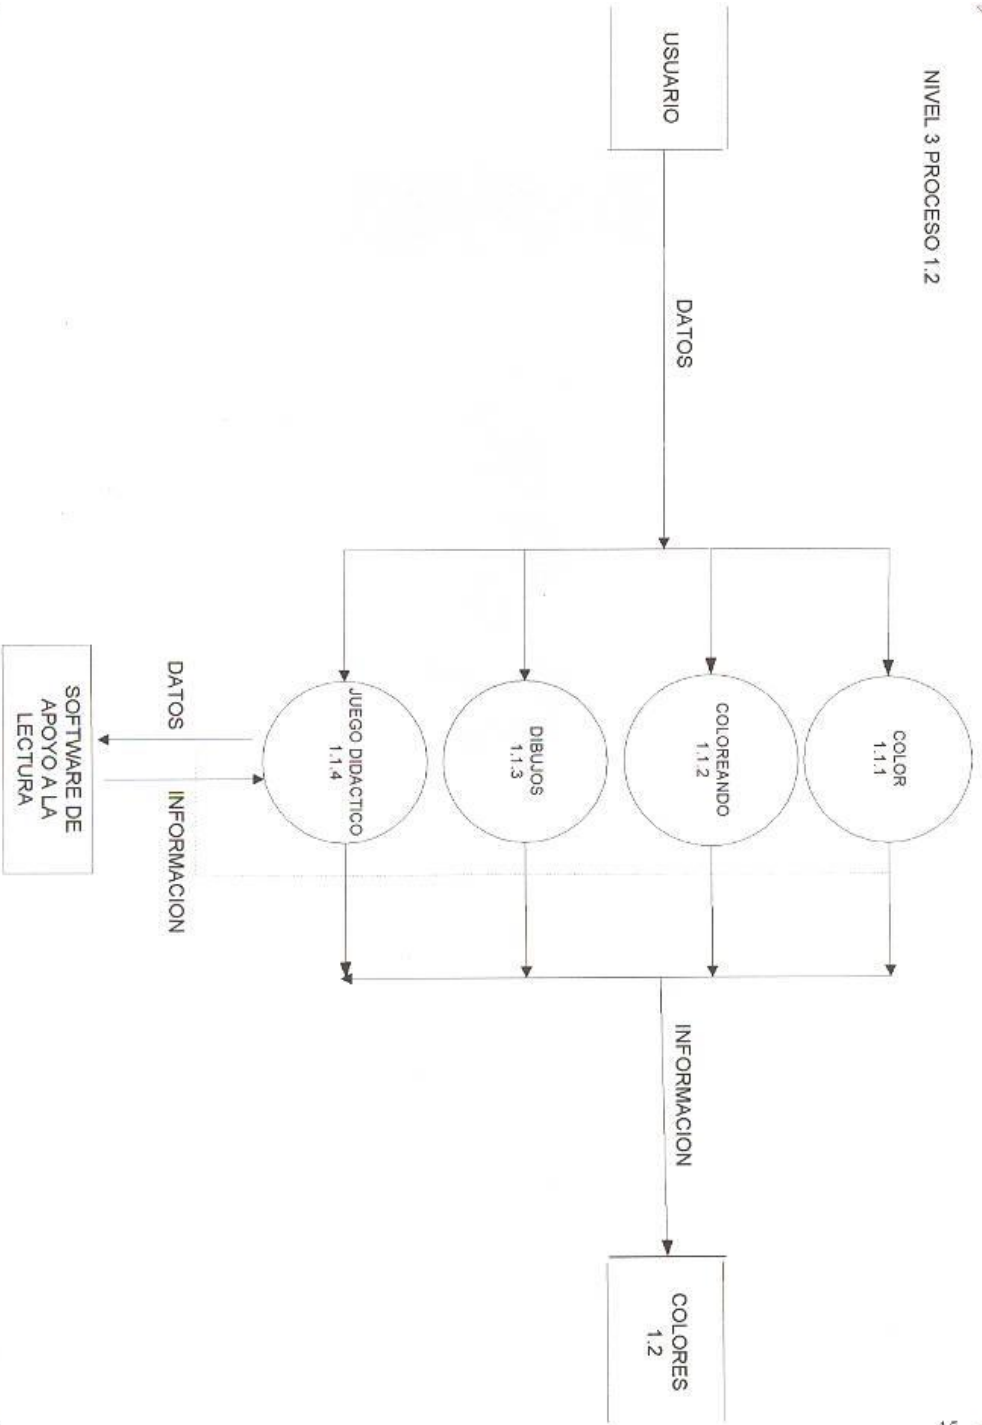 NIVEL 3 PROCESO 1.2
USUARIO
DATOS
COLOR
1.1.1
COLOREANDO
1.1.2
DIBUJOS
1.1.3
JUEGO DIDACTICO
1.1.4
INFORMACION
COLORES
1.2
DATOS
INFORMACION
SOFTWARE DE
APOYO A LA
LECTURA